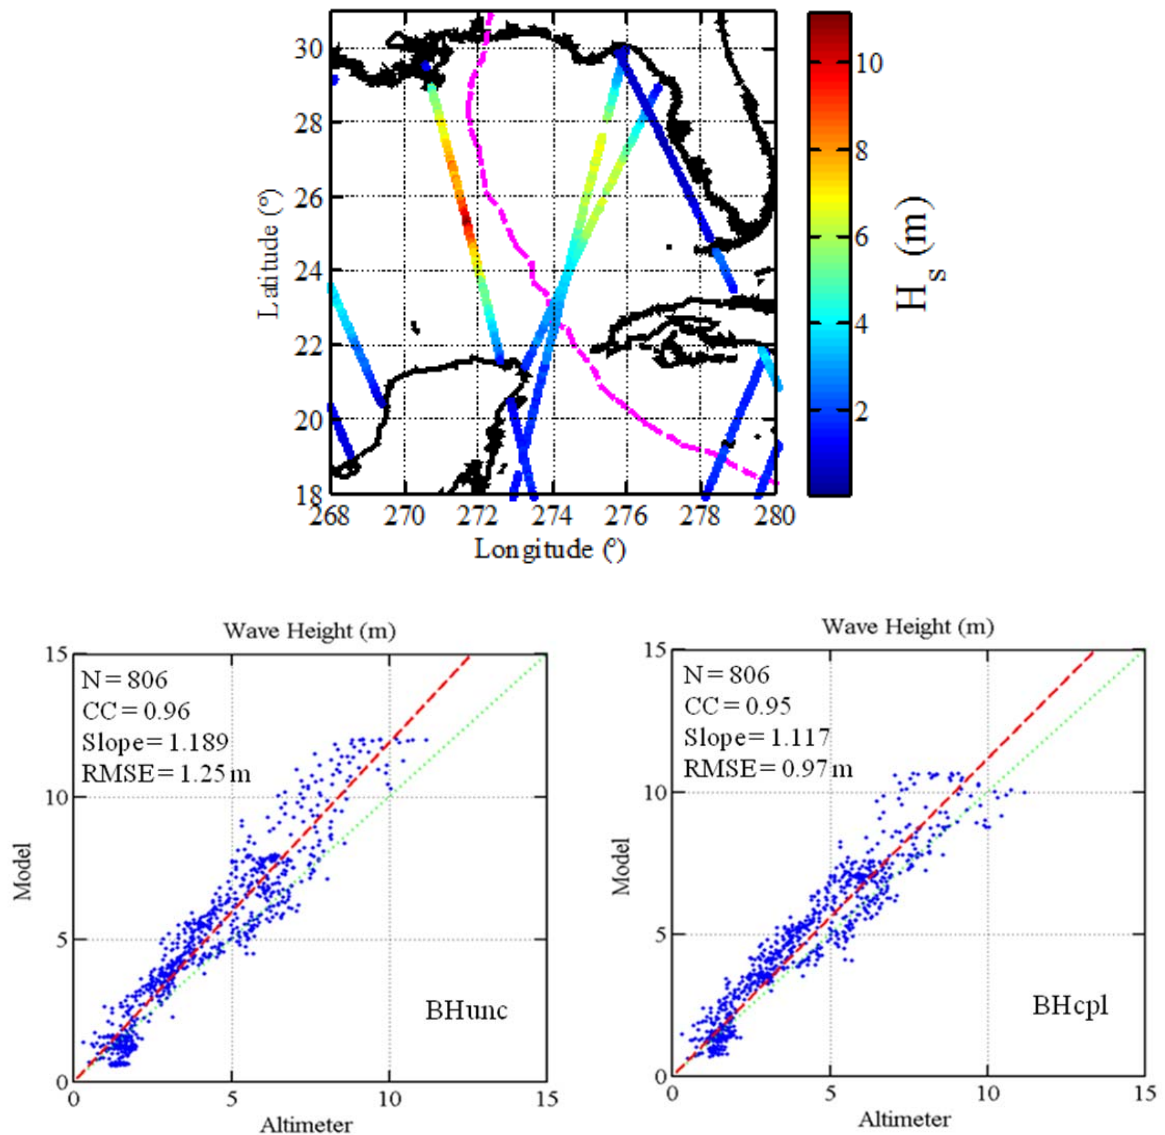 30
28
26
24
22
20
18
Latitude (°)
268 270 272 274 276 278 280
Longitude (°)
10
8
6
4
2
H_s (m)
Wave Height (m)
15
10
5
0
Model
N = 806
CC = 0.96
Slope= 1.189
RMSE = 1.25 m
BHunc
0 5 10 15
Altimeter
Wave Height (m)
15
10
5
0
Model
N = 806
CC = 0.95
Slope = 1.117
RMSE = 0.97 m
BHcpl
0 5 10 15
Altimeter